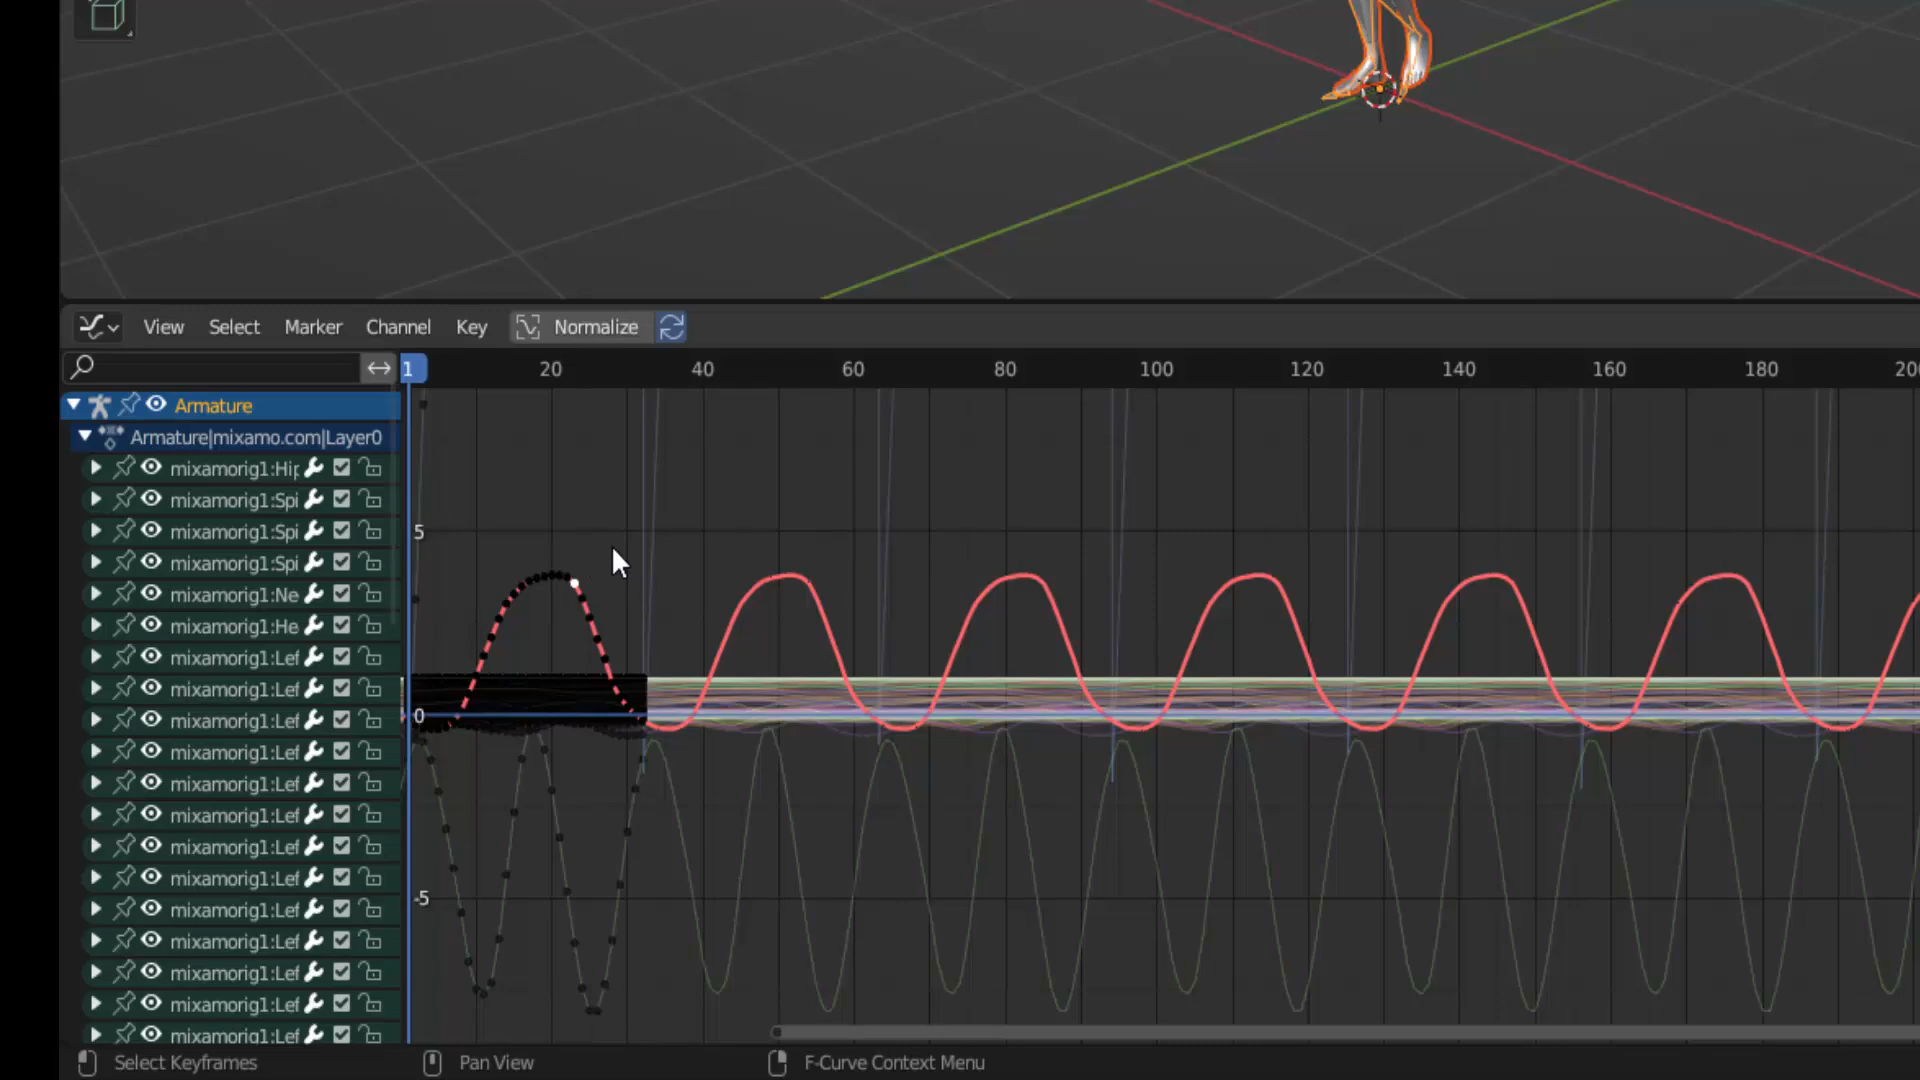 View Select Marker Channel Key Normalize
1 20 40 60 80 100 120 140 160 180 200
Armature
Armature|mixamo.com|Layer0
mixamorig1:Hip
mixamorig1:Spi
mixamorig1:Spi
mixamorig1:Spi
mixamorig1:Ne
mixamorig1:He
mixamorig1:Lef
mixamorig1:Lef
mixamorig1:Lef
mixamorig1:Lef
mixamorig1:Lef
mixamorig1:Lef
mixamorig1:Lef
mixamorig1:Lef
mixamorig1:Lef
mixamorig1:Lef
mixamorig1:Lef
mixamorig1:Lef
mixamorig1:Lef
5
0
-5
Select Keyframes Pan View F-Curve Context Menu